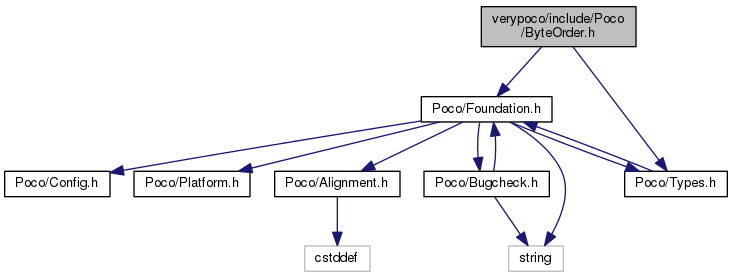 verypoco/include/Poco
/ByteOrder.h
Poco/Foundation.h
Poco/Config.h
Poco/Platform.h
Poco/Alignment.h
Poco/Bugcheck.h
Poco/Types.h
cstddef
string